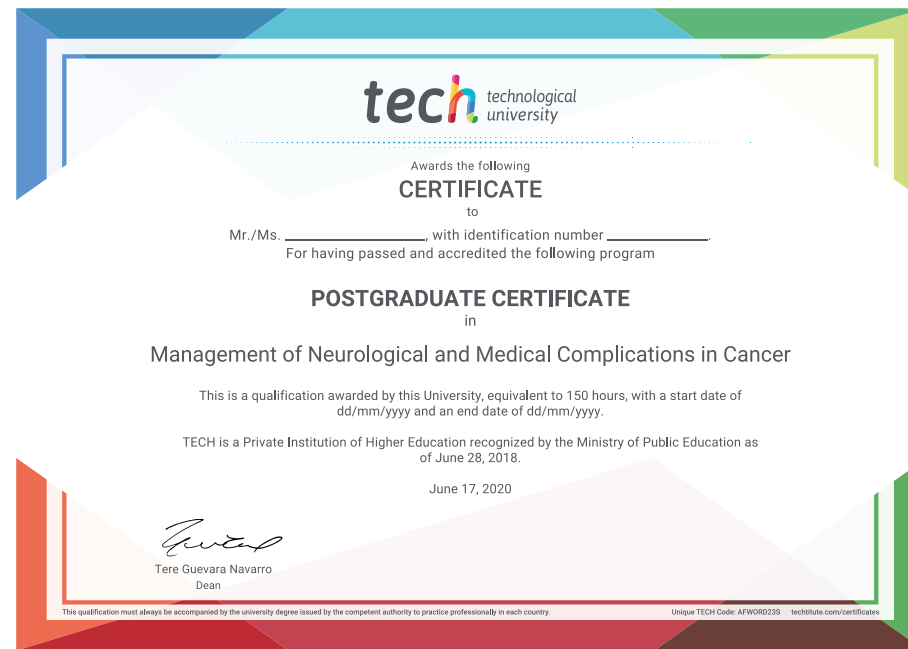 tech technological
university
Awards the following
CERTIFICATE
to
Mr./Ms. ____________________, with identification number ______________.
For having passed and accredited the following program
POSTGRADUATE CERTIFICATE
in
Management of Neurological and Medical Complications in Cancer
This is a qualification awarded by this University, equivalent to 150 hours, with a start date of
dd/mm/yyyy and an end date of dd/mm/yyyy.
TECH is a Private Institution of Higher Education recognized by the Ministry of Public Education as
of June 28, 2018.
June 17, 2020
Tere Guevara Navarro
Dean
This qualification must always be accompanied by the university degree issued by the competent authority to practice professionally in each country. Unique TECH Code: AFWORD23S techtitute.com/certificates